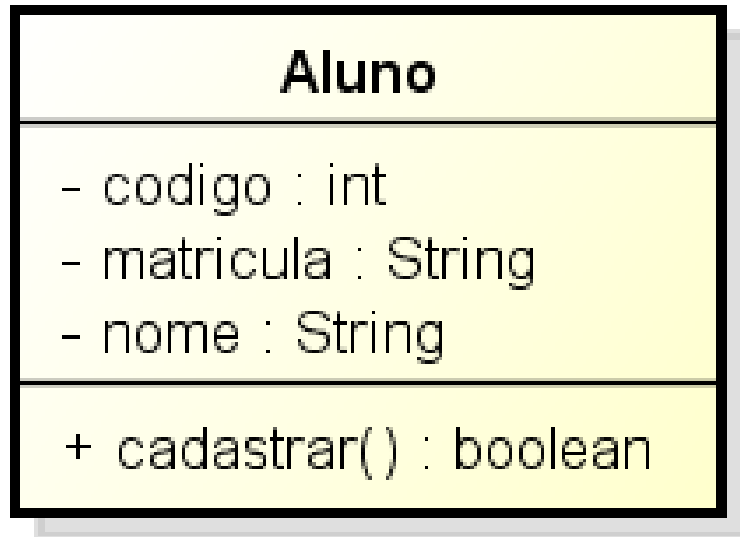 Aluno
- codigo : int
- matricula : String
- nome : String
+ cadastrar() : boolean